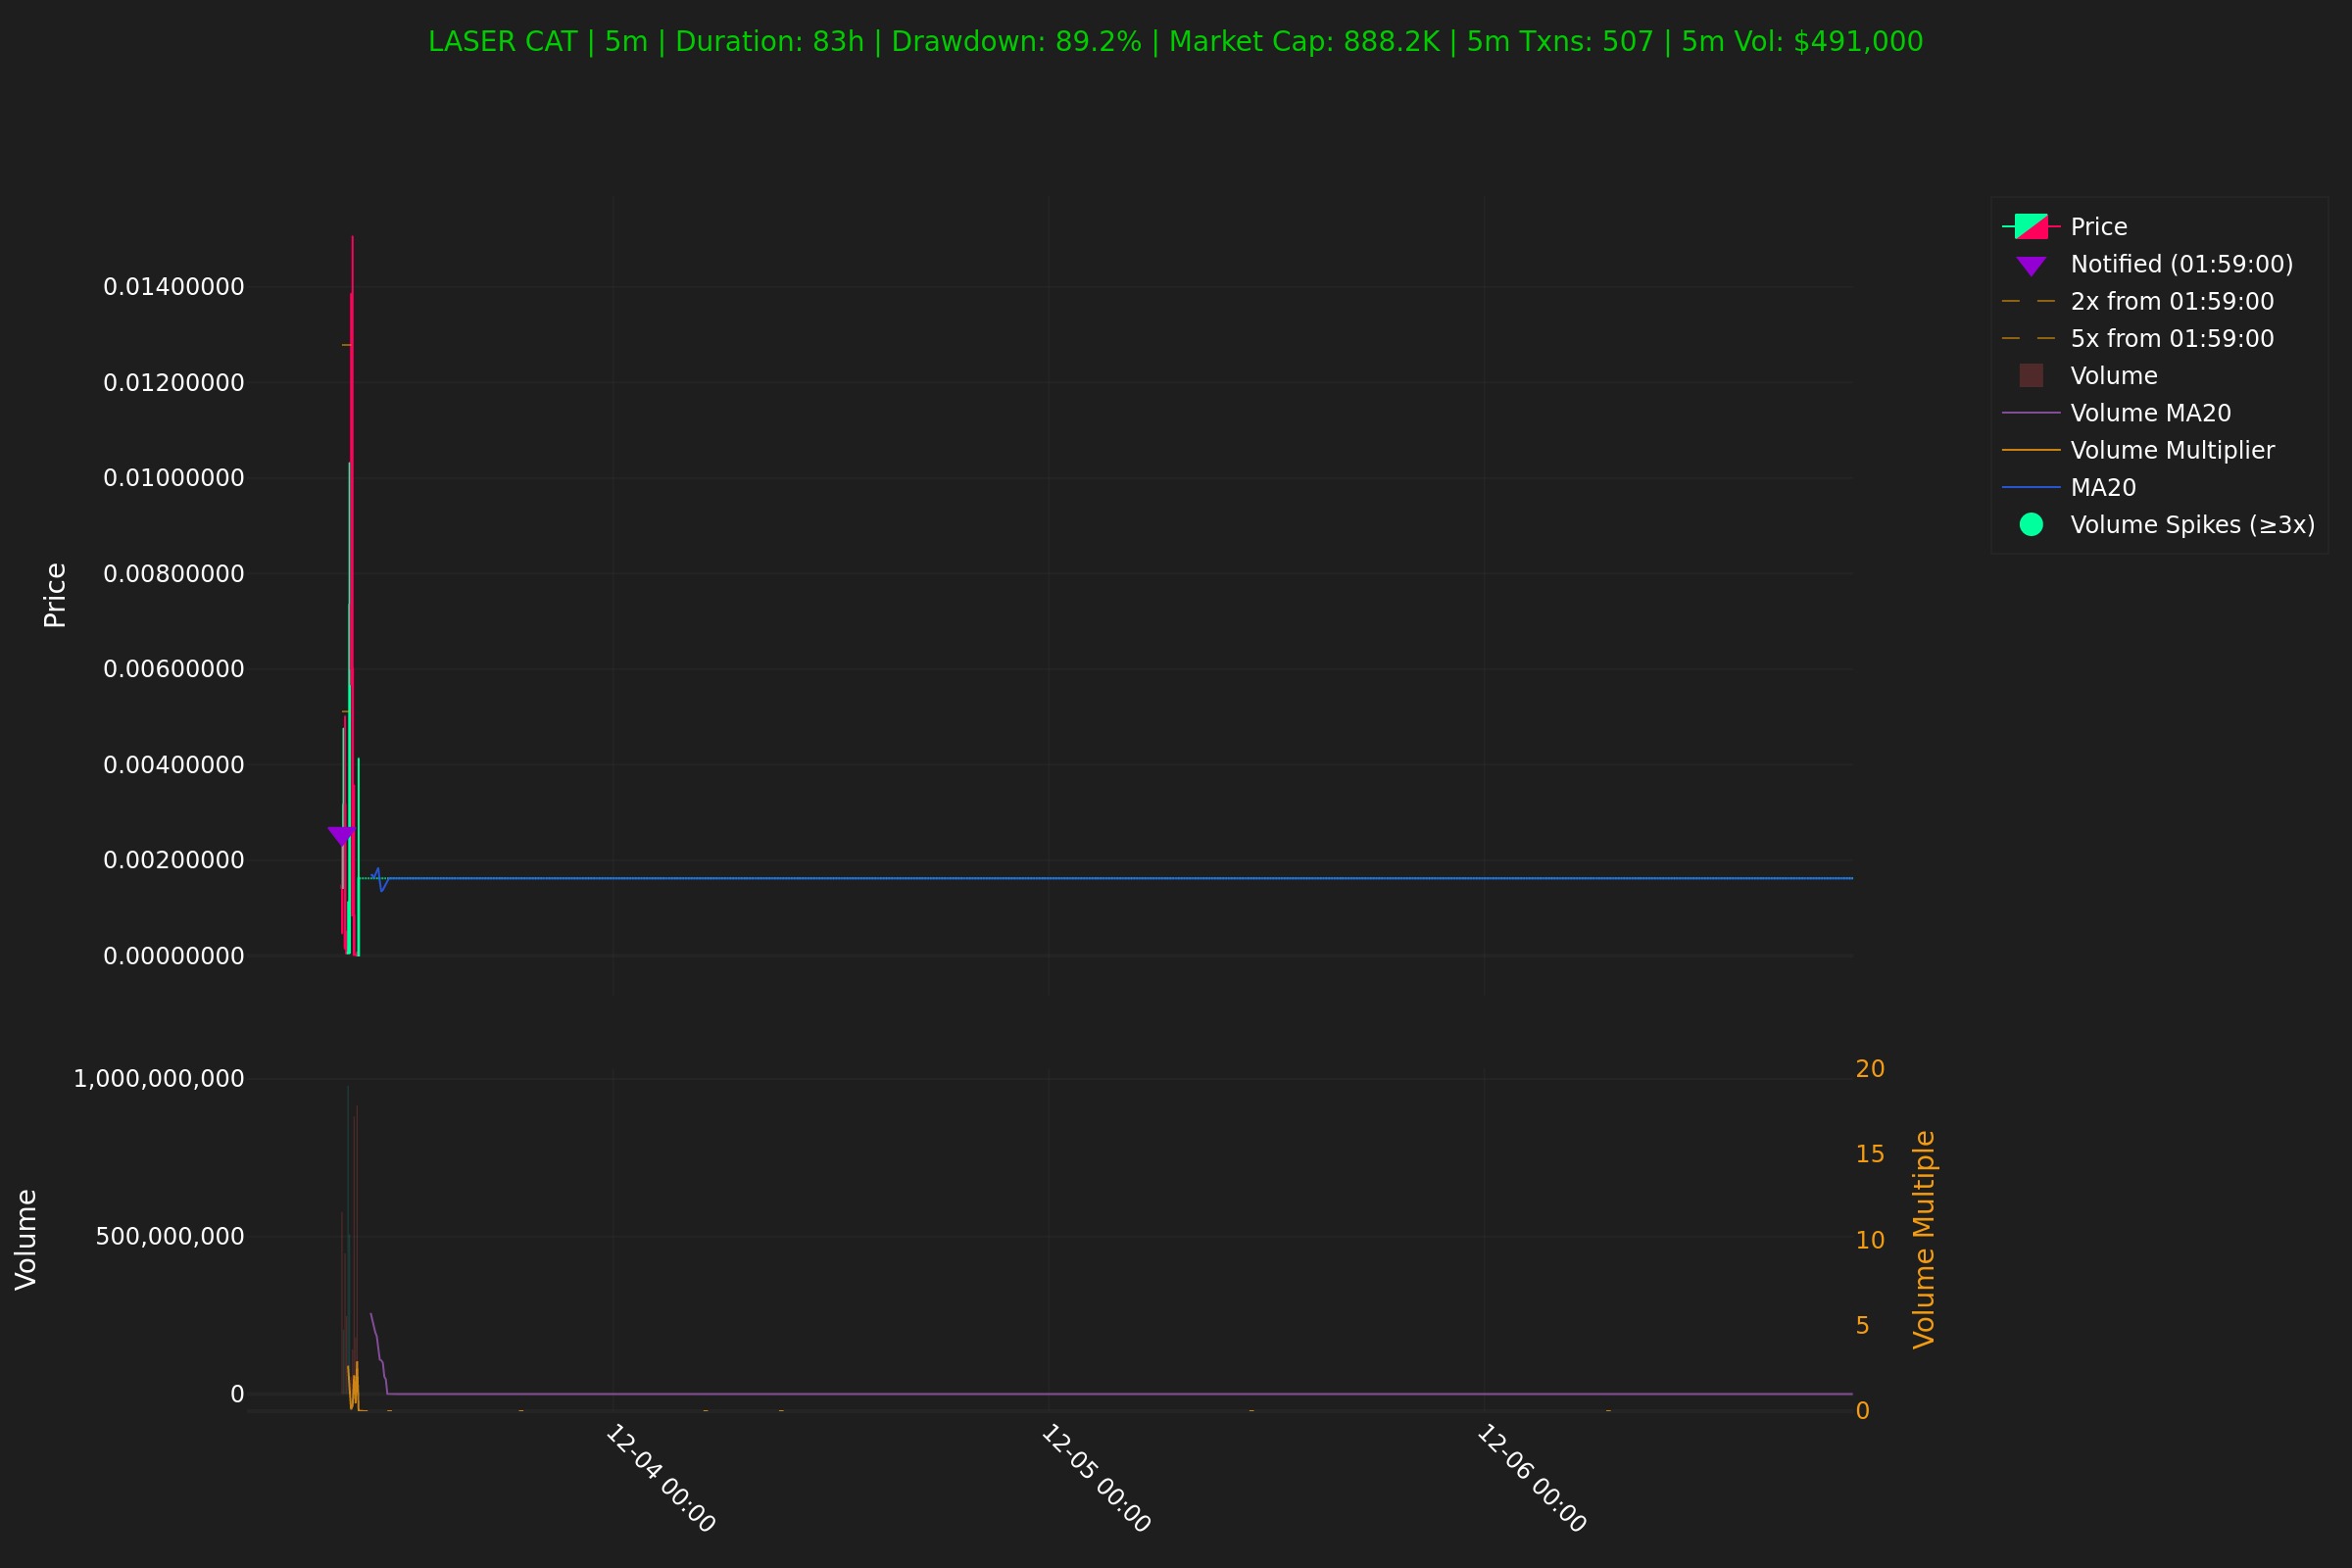 LASER CAT | 5m | Duration: 83h | Drawdown: 89.2% | Market Cap: 888.2K | 5m Txns: 507 | 5m Vol: $491,000
Price
Notified (01:59:00)
2x from 01:59:00
5x from 01:59:00
Volume
Volume MA20
Volume Multiplier
MA20
Volume Spikes (≥3x)
Price
0.01400000
0.01200000
0.01000000
0.00800000
0.00600000
0.00400000
0.00200000
0.00000000
Volume
1,000,000,000
500,000,000
0
20
15
10
5
0
Volume Multiple
12-04 00:00
12-05 00:00
12-06 00:00